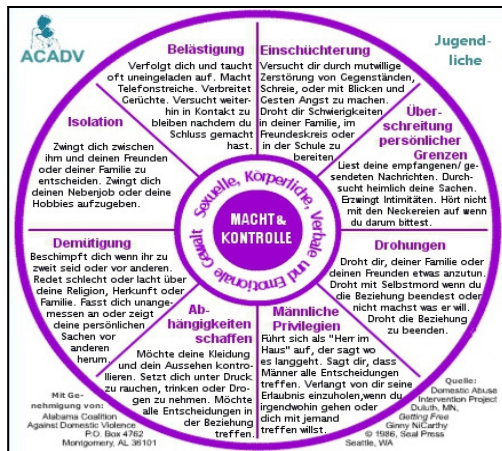 ACADV
Jugend-
liche
Belästigung
Verfolgt dich und taucht
oft uneingeladen auf. Macht
Telefonstreiche. Verbreitet
Gerüchte. Versucht weiter-
hin in Kontakt zu
bleiben nachdem du
Schluss gemacht
hast.
Einschüchterung
Versucht dir durch mutwillige
Zerstörung von Gegenständen,
Schreie, oder mit Blicken und
Gesten Angst zu machen.
Droht dir Schwierigkeiten
in deiner Familie, im
Freundeskreis oder
in der Schule zu
bereiten.
Isolation
Zwingt dich zwischen
ihm und deinen Freunden
oder deiner Familie zu
entscheiden. Zwingt dich
deinen Nebenjob oder deine
Hobbies aufzugeben.
Über-
schreitung
persönlicher
Grenzen
Liest deine empfangenen/ ge-
sendeten Nachrichten. Durch-
sucht heimlich deine Sachen.
Erzwingt Intimitäten. Hört nicht
mit den Neckereien auf wenn
du darum bittest.
Sexuelle, Körperliche, Verbale und Emotionale Gewalt
MACHT &
KONTROLLE
Demütigung
Beschimpft dich wenn ihr zu
zweit seid oder vor anderen.
Redet schlecht oder lacht über
deine Religion, Herkunft oder
Familie. Fasst dich unange-
messen an oder zeigt
deine persönlichen
Sachen vor
anderen
herum.
Drohungen
Droht dir, deiner Familie oder
deinen Freunden etwas anzutun.
Droht mit Selbstmord wenn du
die Beziehung beendest oder
nicht machst was er will.
Droht die Beziehung
zu beenden.
Ab-
hängigkeiten
schaffen
Möchte deine Kleidung
und dein Aussehen kontrol-
lieren. Setzt dich unter Druck
zu rauchen, trinken oder Dro-
gen zu nehmen. Möchte
alle Entscheidungen in
der Beziehung
treffen.
Männliche
Privilegien
Führt sich als "Herr im
Haus" auf, der sagt wo
es langgeht. Sagt dir, dass
Männer alle Entscheidungen
treffen. Verlangt von dir seine
Erlaubnis einzuholen,wenn du
irgendwohin gehen oder
dich mit jemand
treffen willst.
Mit Ge-
nehmigung von:
Alabama Coalition
Against Domestic Violence
P.O. Box 4762
Montgomery, AL 36101
Quelle:
Domestic Abuse
Intervention Project
Duluth, MN,
Getting Free
Ginny NiCarthy
© 1986, Seal Press
Seattle, WA